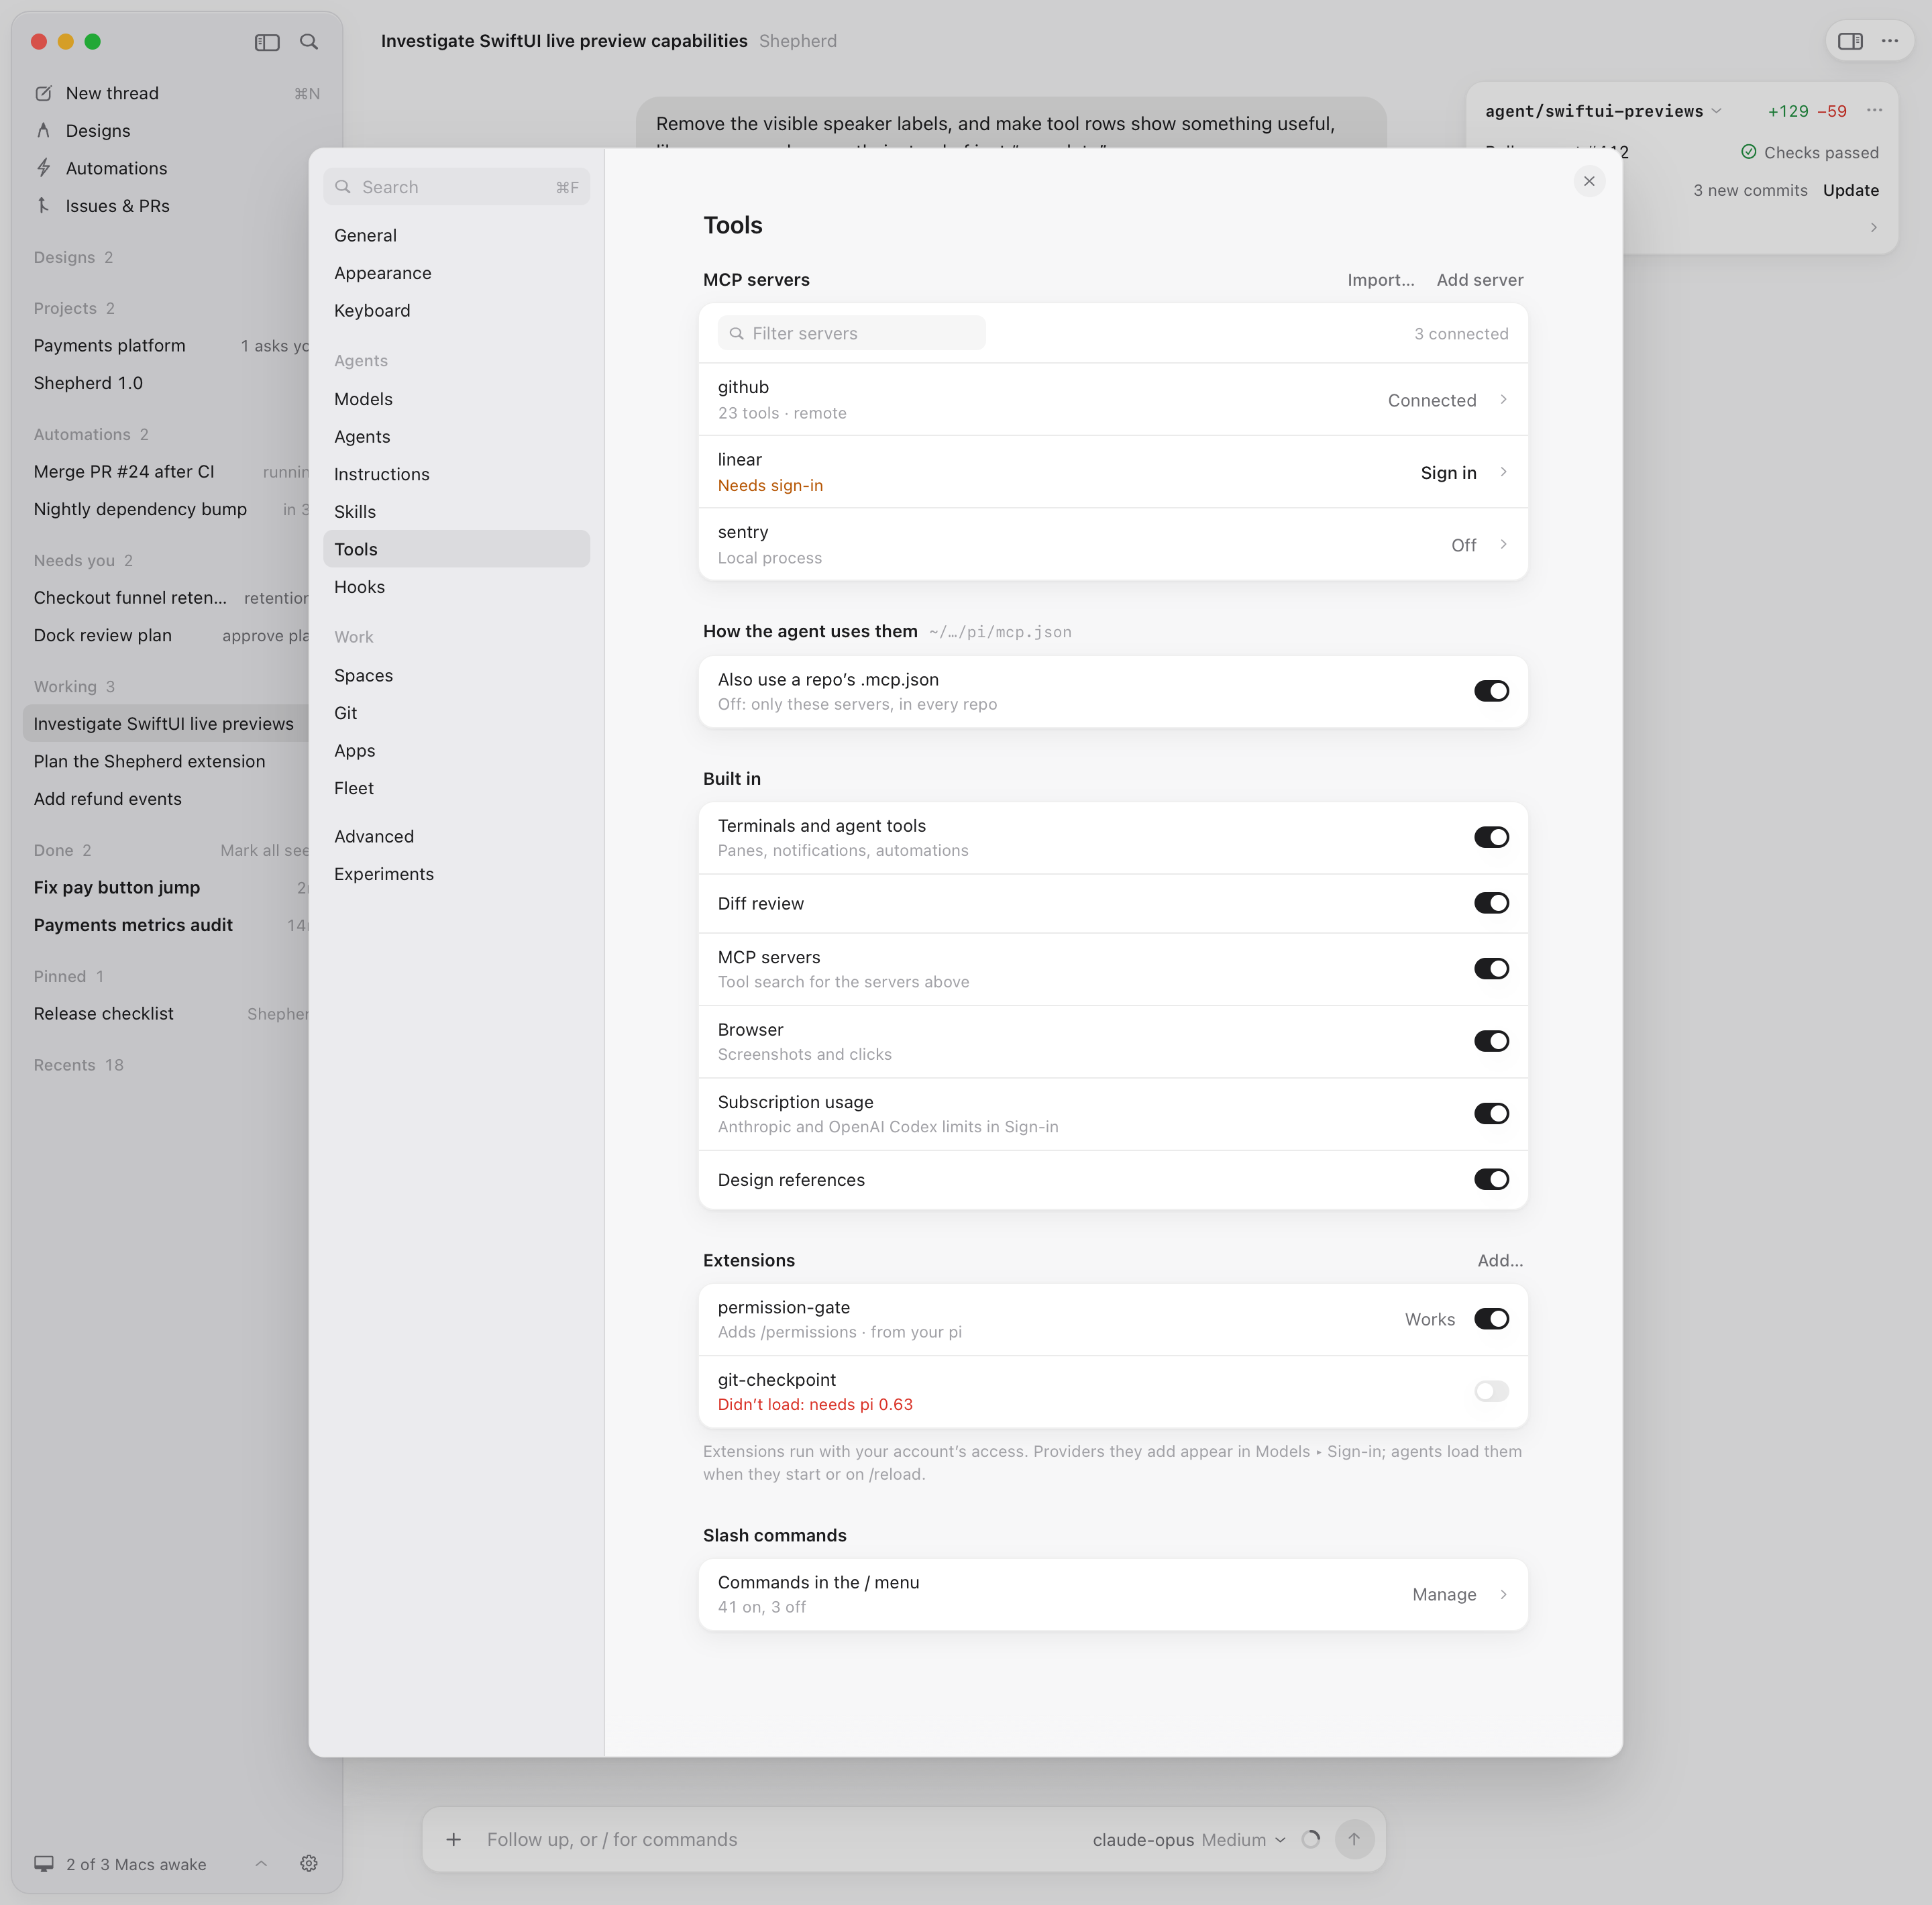 Investigate SwiftUI live preview capabilities Shepherd
New thread ⌘N
Designs
Automations
Issues & PRs
Designs 2
Projects 2
Payments platform 1 asks
Shepherd 1.0
Automations 2
Merge PR #24 after CI
Nightly dependency bump in 3
Needs you 2
Checkout funnel reten…
Dock review plan approve
Working 3
Investigate SwiftUI live previews
Plan the Shepherd extension
Add refund events
Done 2 Mark all
Fix pay button jump
Payments metrics audit
Pinned 1
Release checklist
Recents 18
2 of 3 Macs awake
Remove the visible speaker labels, and make tool rows show something useful,
agent/swiftui-previews +129 −59
Checks passed
3 new commits Update
Search ⌘F
General
Appearance
Keyboard
Agents
Models
Agents
Instructions
Skills
Tools
Hooks
Work
Spaces
Git
Apps
Fleet
Advanced
Experiments
Tools
MCP servers Import… Add server
Filter servers 3 connected
github
23 tools · remote Connected
linear
Needs sign-in Sign in
sentry
Local process Off
How the agent uses them ~/…/pi/mcp.json
Also use a repo’s .mcp.json
Off: only these servers, in every repo
Built in
Terminals and agent tools
Panes, notifications, automations
Diff review
MCP servers
Tool search for the servers above
Browser
Screenshots and clicks
Subscription usage
Anthropic and OpenAI Codex limits in Sign-in
Design references
Extensions Add…
permission-gate
Adds /permissions · from your pi Works
git-checkpoint
Didn’t load: needs pi 0.63
Extensions run with your account’s access. Providers they add appear in Models ▸ Sign-in; agents load them
when they start or on /reload.
Slash commands
Commands in the / menu
41 on, 3 off Manage
Follow up, or / for commands claude-opus Medium